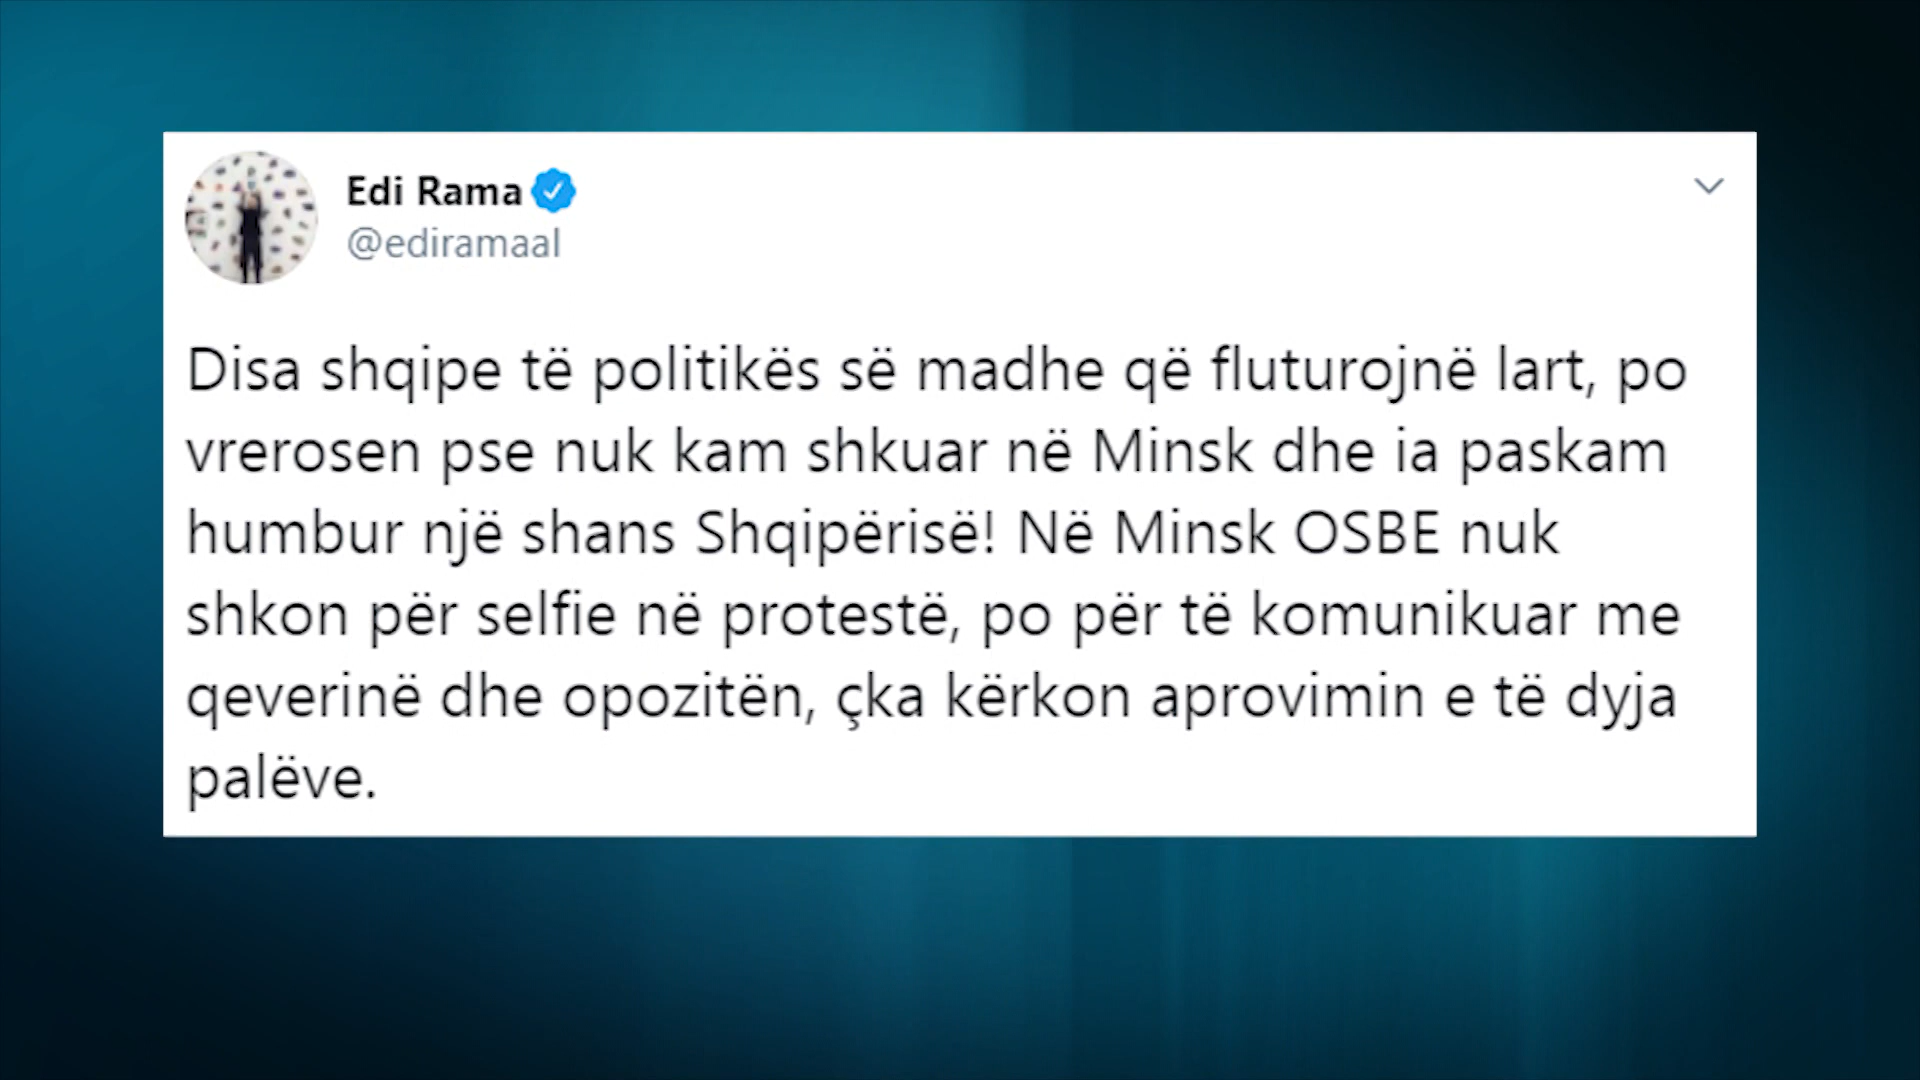 Edi Rama
@ediramaal
Disa shqipe të politikës së madhe që fluturojnë lart, po
vrerosen pse nuk kam shkuar në Minsk dhe ia paskam
humbur një shans Shqipërisë! Në Minsk OSBE nuk
shkon për selfie në protestë, po për të komunikuar me
qeverinë dhe opozitën, çka kërkon aprovimin e të dyja
palëve.